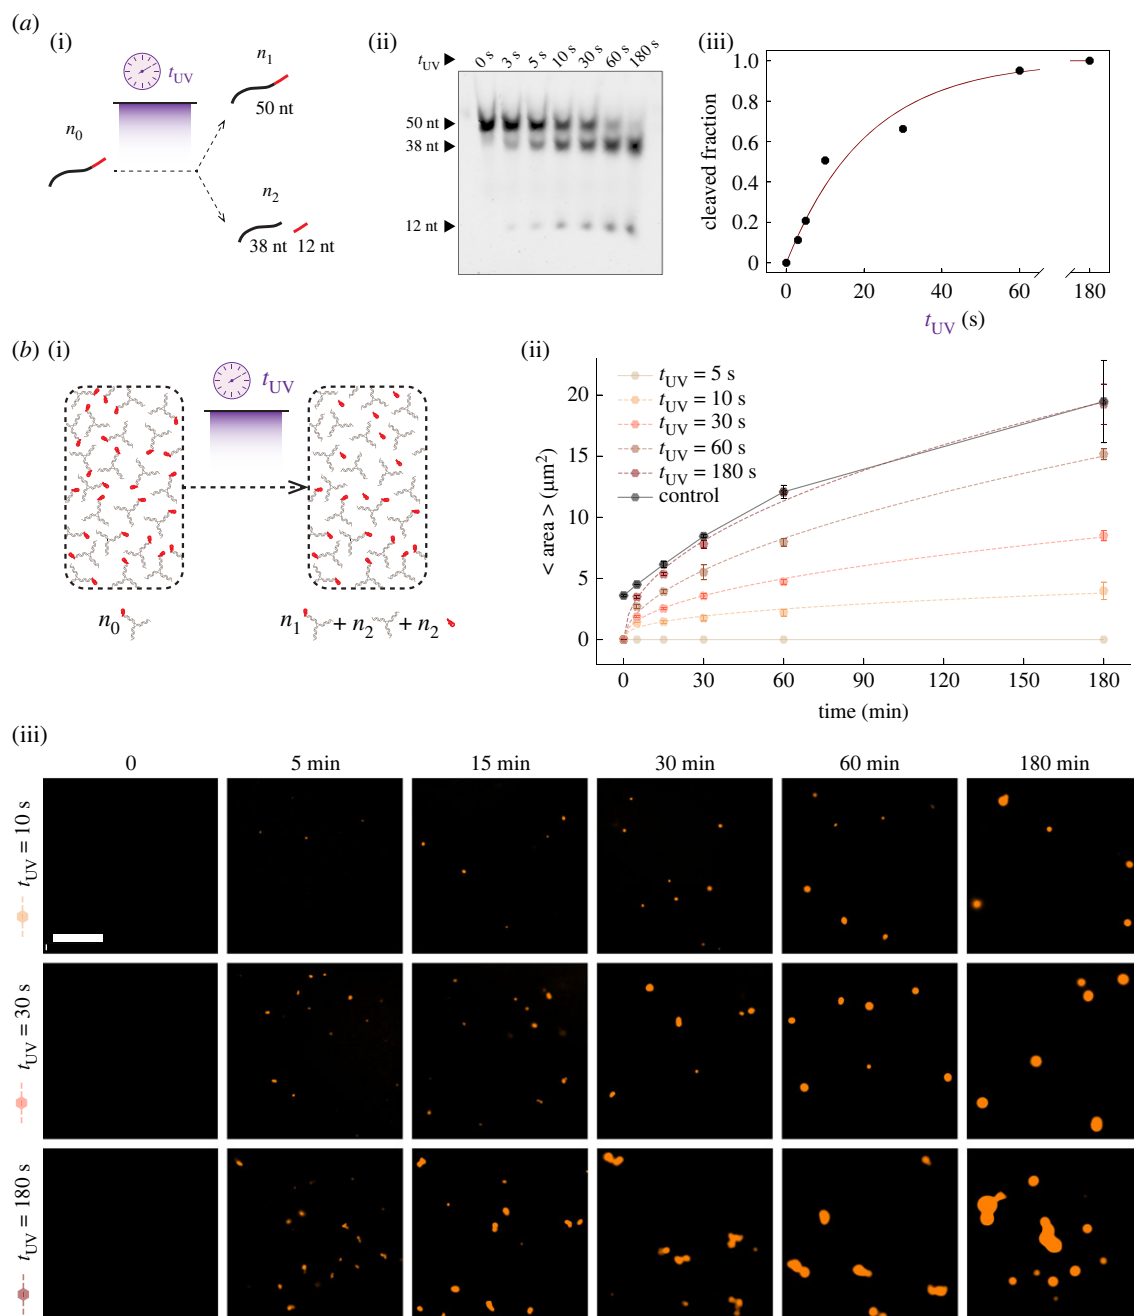 (a)
(i)
t_UV
n_0
n_1
50 nt
n_2
38 nt 12 nt
(ii)
t_UV 0 s 3 s 5 s 10 s 30 s 60 s 180 s
50 nt
38 nt
12 nt
(iii)
1.0
0.8
0.6
0.4
0.2
0
cleaved fraction
0 20 40 60 180
t_UV (s)
(b) (i)
t_UV
n_0
n_1 + n_2 + n_2
(ii)
t_UV = 5 s
t_UV = 10 s
t_UV = 30 s
t_UV = 60 s
t_UV = 180 s
control
20
15
10
5
0
< area > (μm²)
0 30 60 90 120 150 180
time (min)
(iii)
0 5 min 15 min 30 min 60 min 180 min
t_UV = 10 s
t_UV = 30 s
t_UV = 180 s